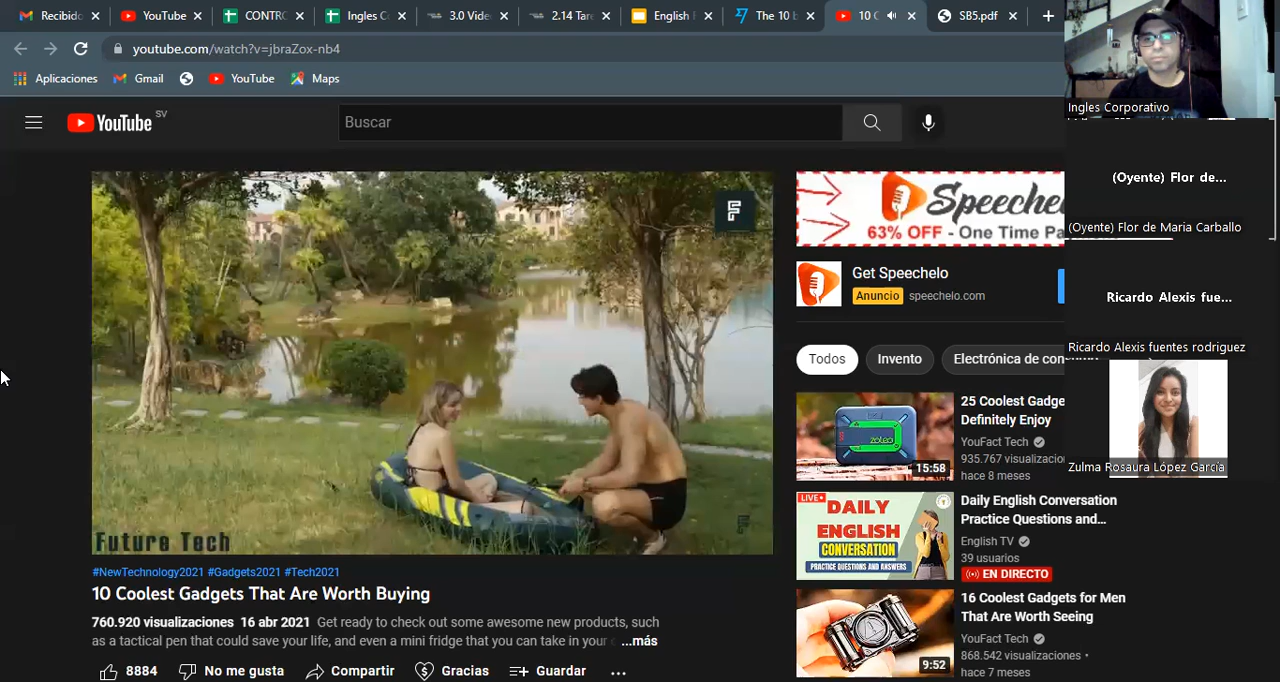 Recibido
YouTube
CONTRO
Ingles C
3.0 Vide
2.14 Tare
English
The 10
10
SB5.pdf
youtube.com/watch?v=jbraZox-nb4
Aplicaciones
Gmail
YouTube
Maps
YouTube SV
Buscar
Future Tech
#NewTechnology2021 #Gadgets2021 #Tech2021
10 Coolest Gadgets That Are Worth Buying
760.920 visualizaciones 16 abr 2021 Get ready to check out some awesome new products, such
as a tactical pen that could save your life, and even a mini fridge that you can take in your ...más
8884
No me gusta
Compartir
Gracias
Guardar
Speechelo
63% OFF - One Time Pa
Get Speechelo
Anuncio speechelo.com
Todos
Invento
Electrónica de con
zoleo
15:58
25 Coolest Gadge
Definitely Enjoy
YouFact Tech
935.767 visualizacion
hace 8 meses
LIVE
DAILY
ENGLISH
CONVERSATION
PRACTICE QUESTIONS AND ANSWERS
Daily English Conversation
Practice Questions and...
English TV
39 usuarios
EN DIRECTO
9:52
16 Coolest Gadgets for Men
That Are Worth Seeing
YouFact Tech
868.542 visualizaciones •
hace 7 meses
Ingles Corporativo
(Oyente) Flor de...
(Oyente) Flor de Maria Carballo
Ricardo Alexis fue...
Ricardo Alexis fuentes rodriguez
Zulma Rosaura López García